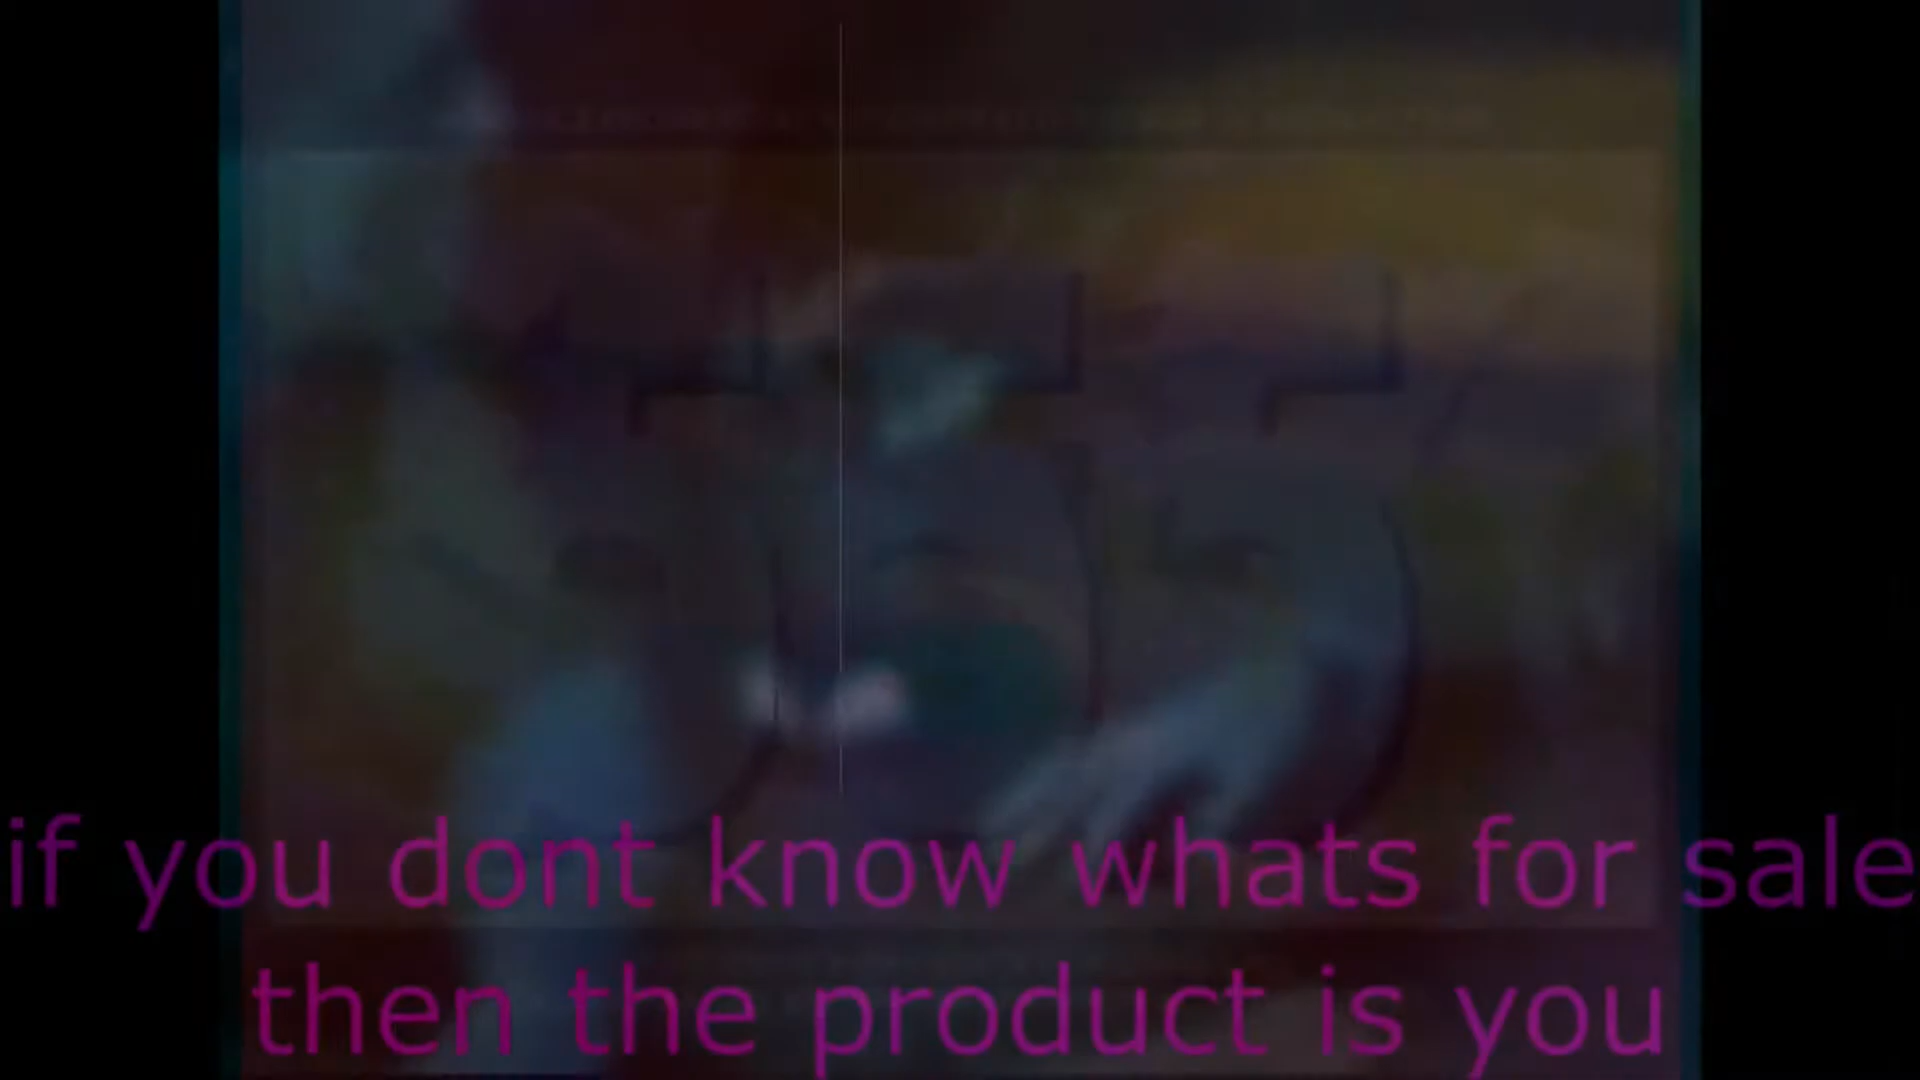 if you dont know whats for sale
then the product is you